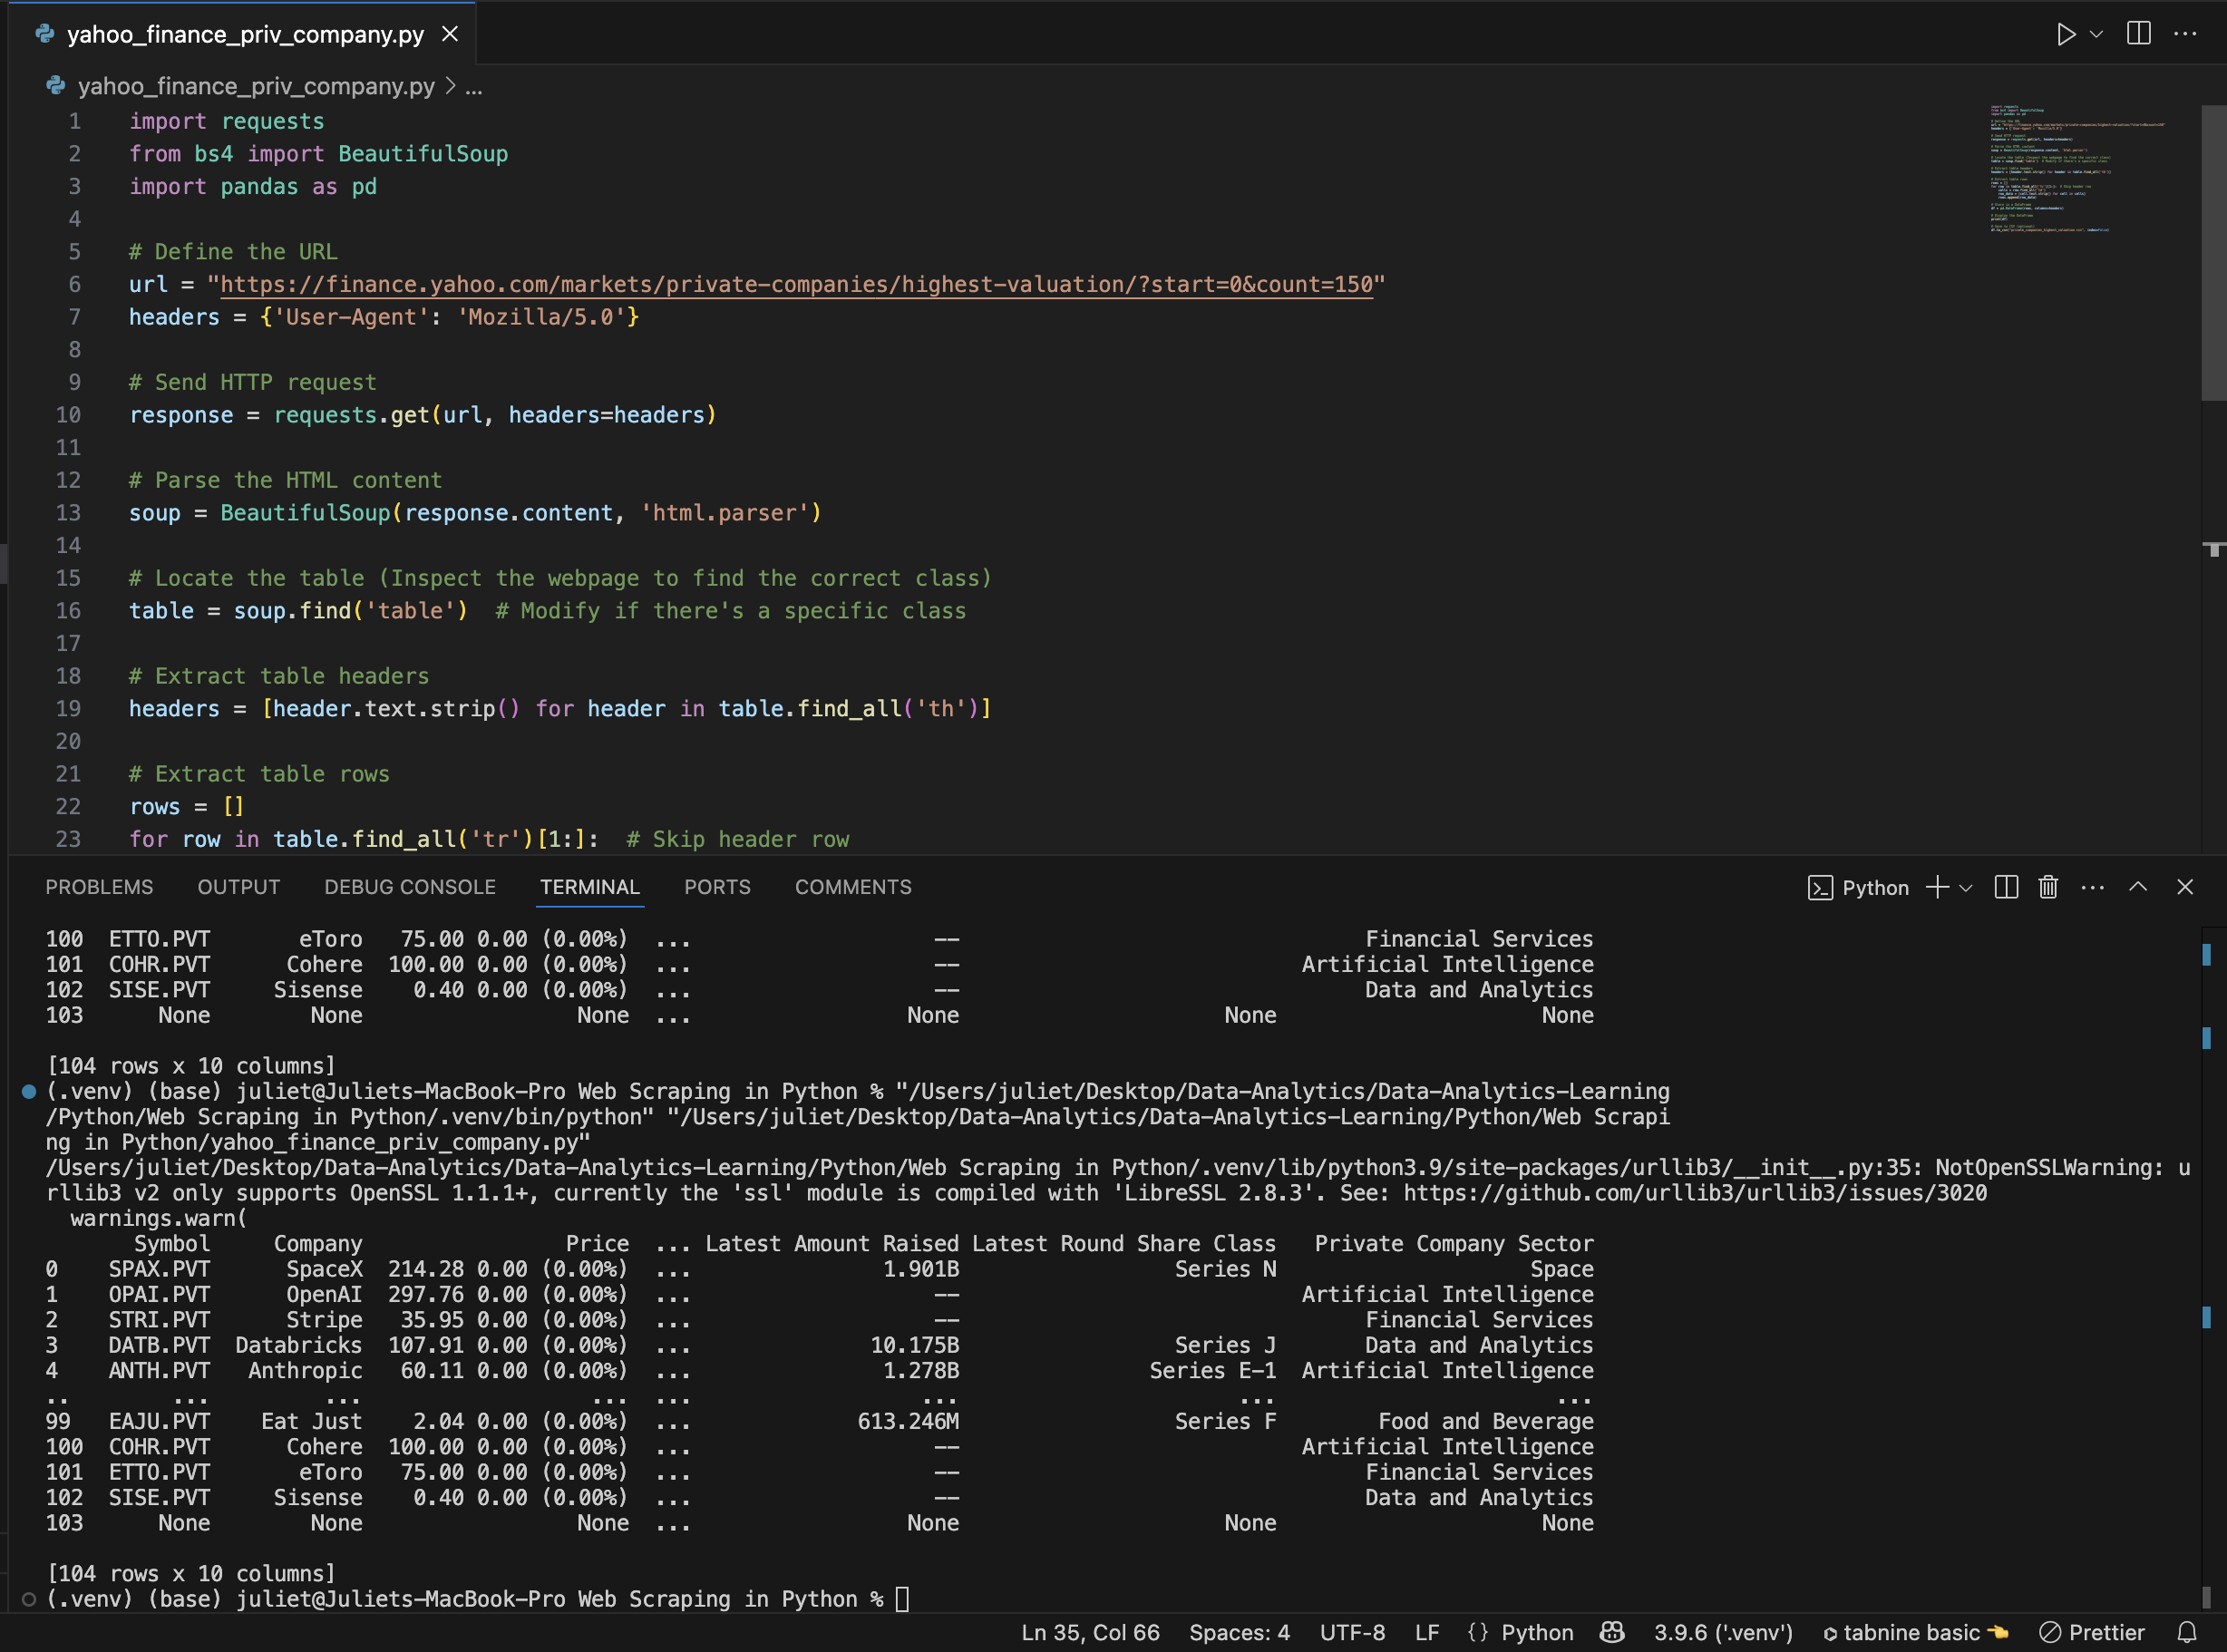 yahoo_finance_priv_company.py
yahoo_finance_priv_company.py > ...
1 import requests
2 from bs4 import BeautifulSoup
3 import pandas as pd
4
5 # Define the URL
6 url = "https://finance.yahoo.com/markets/private-companies/highest-valuation/?start=0&count=150"
7 headers = {'User-Agent': 'Mozilla/5.0'}
8
9 # Send HTTP request
10 response = requests.get(url, headers=headers)
11
12 # Parse the HTML content
13 soup = BeautifulSoup(response.content, 'html.parser')
14
15 # Locate the table (Inspect the webpage to find the correct class)
16 table = soup.find('table')  # Modify if there's a specific class
17
18 # Extract table headers
19 headers = [header.text.strip() for header in table.find_all('th')]
20
21 # Extract table rows
22 rows = []
23 for row in table.find_all('tr')[1:]:  # Skip header row
PROBLEMS OUTPUT DEBUG CONSOLE TERMINAL PORTS COMMENTS Python
100 ETTO.PVT eToro 75.00 0.00 (0.00%) ... -- Financial Services
101 COHR.PVT Cohere 100.00 0.00 (0.00%) ... -- Artificial Intelligence
102 SISE.PVT Sisense 0.40 0.00 (0.00%) ... -- Data and Analytics
103 None None None ... None None None
[104 rows x 10 columns]
(.venv) (base) juliet@Juliets-MacBook-Pro Web Scraping in Python % "/Users/juliet/Desktop/Data-Analytics/Data-Analytics-Learning
/Python/Web Scraping in Python/.venv/bin/python" "/Users/juliet/Desktop/Data-Analytics/Data-Analytics-Learning/Python/Web Scrapi
ng in Python/yahoo_finance_priv_company.py"
/Users/juliet/Desktop/Data-Analytics/Data-Analytics-Learning/Python/Web Scraping in Python/.venv/lib/python3.9/site-packages/urllib3/__init__.py:35: NotOpenSSLWarning: u
rllib3 v2 only supports OpenSSL 1.1.1+, currently the 'ssl' module is compiled with 'LibreSSL 2.8.3'. See: https://github.com/urllib3/urllib3/issues/3020
warnings.warn(
Symbol Company Price ... Latest Amount Raised Latest Round Share Class Private Company Sector
0 SPAX.PVT SpaceX 214.28 0.00 (0.00%) ... 1.901B Series N Space
1 OPAI.PVT OpenAI 297.76 0.00 (0.00%) ... -- Artificial Intelligence
2 STRI.PVT Stripe 35.95 0.00 (0.00%) ... -- Financial Services
3 DATB.PVT Databricks 107.91 0.00 (0.00%) ... 10.175B Series J Data and Analytics
4 ANTH.PVT Anthropic 60.11 0.00 (0.00%) ... 1.278B Series E-1 Artificial Intelligence
.. ... ... ... ... ... ... ...
99 EAJU.PVT Eat Just 2.04 0.00 (0.00%) ... 613.246M Series F Food and Beverage
100 COHR.PVT Cohere 100.00 0.00 (0.00%) ... -- Artificial Intelligence
101 ETTO.PVT eToro 75.00 0.00 (0.00%) ... -- Financial Services
102 SISE.PVT Sisense 0.40 0.00 (0.00%) ... -- Data and Analytics
103 None None None ... None None None
[104 rows x 10 columns]
(.venv) (base) juliet@Juliets-MacBook-Pro Web Scraping in Python %
Ln 35, Col 66 Spaces: 4 UTF-8 LF {} Python 3.9.6 ('.venv') tabnine basic Prettier